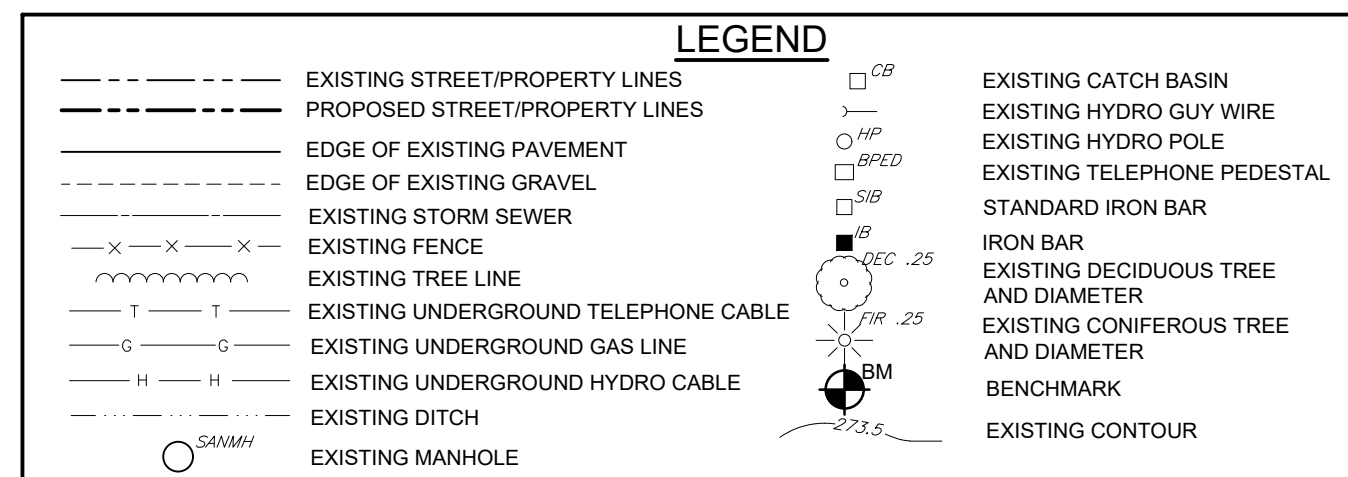 LEGEND
EXISTING STREET/PROPERTY LINES
PROPOSED STREET/PROPERTY LINES
EDGE OF EXISTING PAVEMENT
EDGE OF EXISTING GRAVEL
EXISTING STORM SEWER
X X X EXISTING FENCE
EXISTING TREE LINE
T T EXISTING UNDERGROUND TELEPHONE CABLE
G G EXISTING UNDERGROUND GAS LINE
H H EXISTING UNDERGROUND HYDRO CABLE
EXISTING DITCH
SANMH EXISTING MANHOLE
CB EXISTING CATCH BASIN
EXISTING HYDRO GUY WIRE
HP EXISTING HYDRO POLE
BPED EXISTING TELEPHONE PEDESTAL
SIB STANDARD IRON BAR
IB IRON BAR
DEC .25 EXISTING DECIDUOUS TREE
AND DIAMETER
FIR .25 EXISTING CONIFEROUS TREE
AND DIAMETER
BM BENCHMARK
273.5 EXISTING CONTOUR